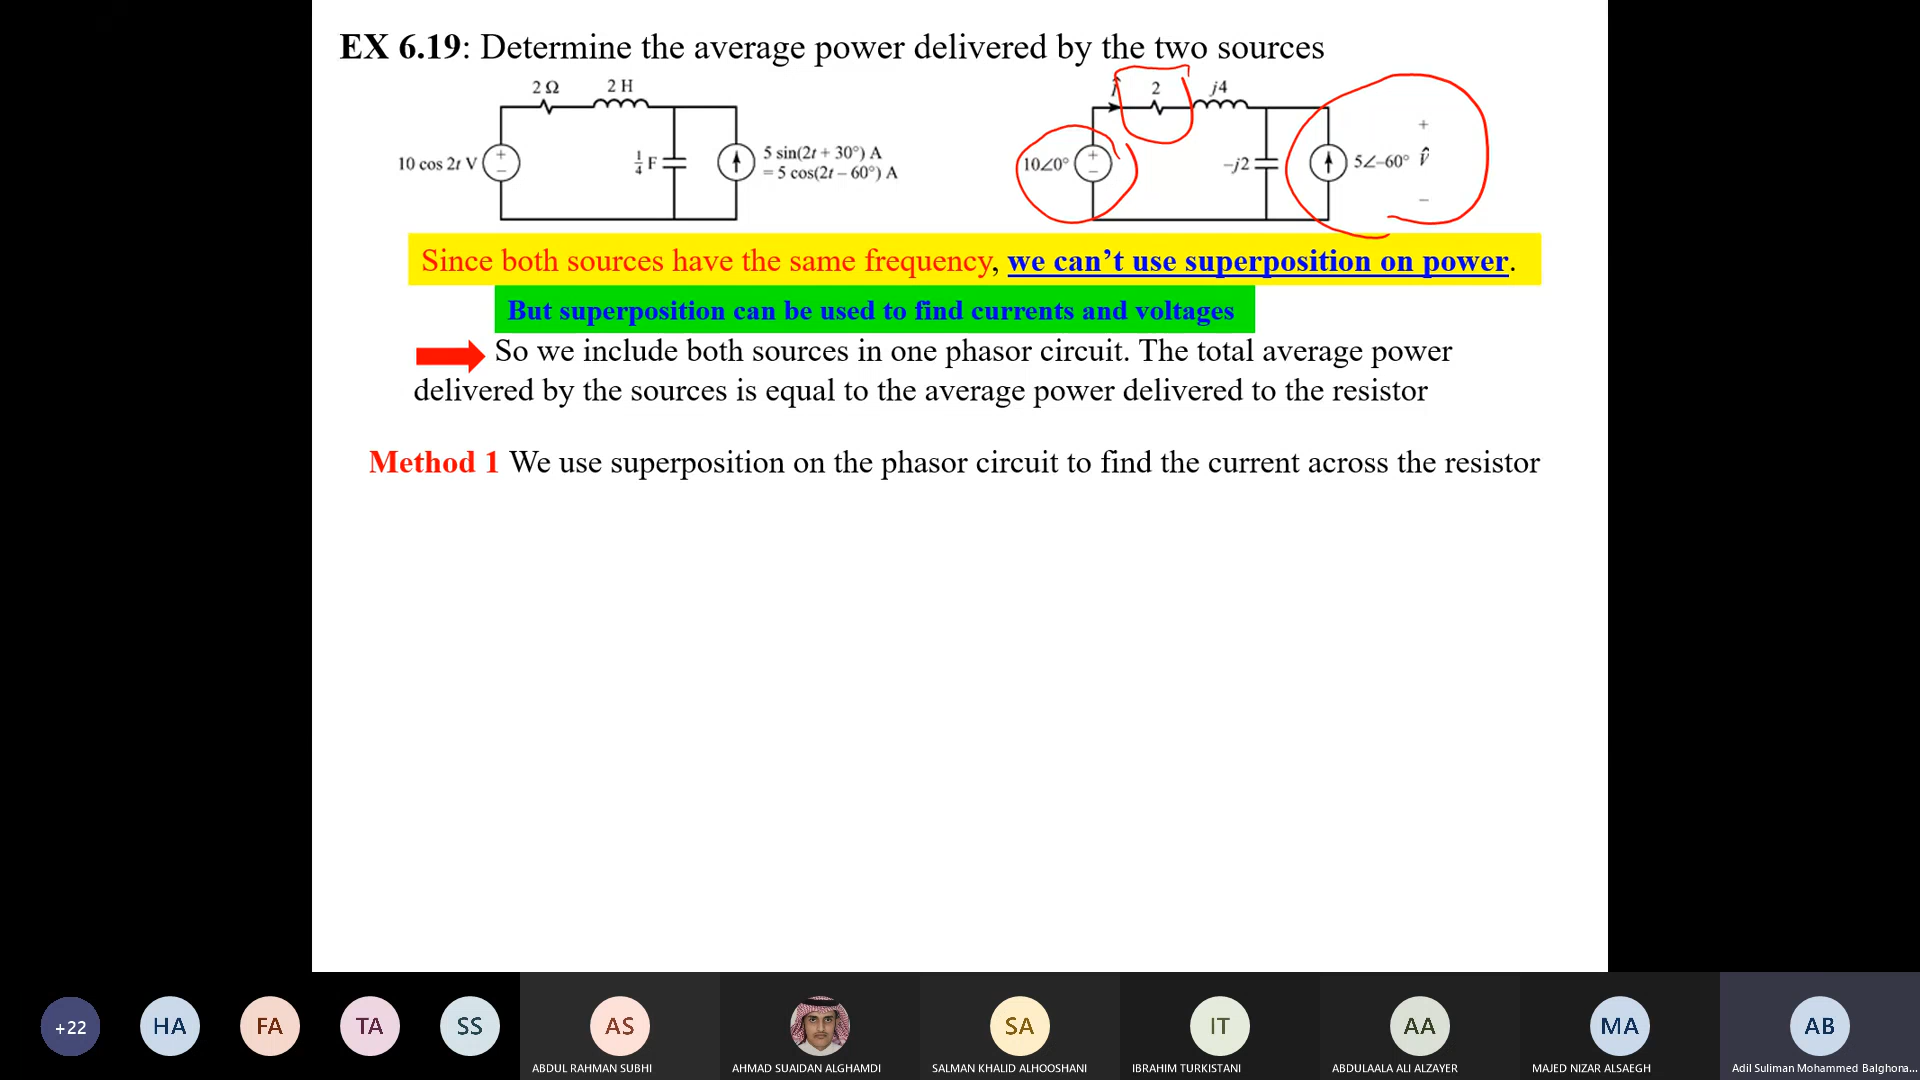 EX 6.19: Determine the average power delivered by the two sources
2 Ω
2 H
10 cos 2t V
+
−
1/4 F
5 sin(2t + 30°) A
= 5 cos(2t – 60°) A
Î
2
j4
10∠0°
+
−
-j2
5∠–60°
+
V̂
−
Since both sources have the same frequency, we can’t use superposition on power.
But superposition can be used to find currents and voltages
So we include both sources in one phasor circuit. The total average power
delivered by the sources is equal to the average power delivered to the resistor
Method 1 We use superposition on the phasor circuit to find the current across the resistor
+22
HA
FA
TA
SS
AS
SA
IT
AA
MA
AB
ABDUL RAHMAN SUBHI
AHMAD SUAIDAN ALGHAMDI
SALMAN KHALID ALHOOSHANI
IBRAHIM TURKISTANI
ABDULAALA ALI ALZAYER
MAJED NIZAR ALSAEGH
Adil Suliman Mohammed Balghona...